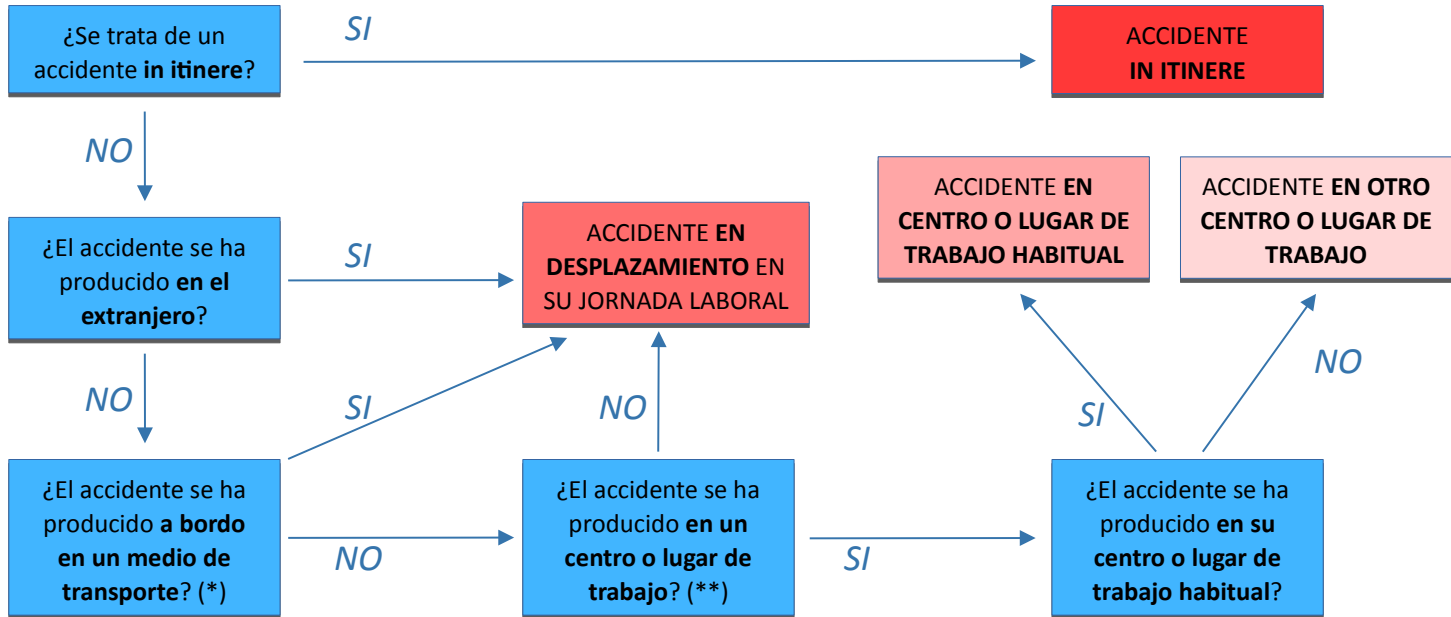 ¿Se trata de un
accidente in itinere?
SI
ACCIDENTE
IN ITINERE
NO
¿El accidente se ha
producido en el
extranjero?
SI
ACCIDENTE EN
DESPLAZAMIENTO EN
SU JORNADA LABORAL
ACCIDENTE EN
CENTRO O LUGAR DE
TRABAJO HABITUAL
ACCIDENTE EN OTRO
CENTRO O LUGAR DE
TRABAJO
NO
SI
NO
SI
NO
¿El accidente se ha
producido a bordo
en un medio de
transporte? (*)
NO
¿El accidente se ha
producido en un
centro o lugar de
trabajo? (**)
SI
¿El accidente se ha
producido en su
centro o lugar de
trabajo habitual?